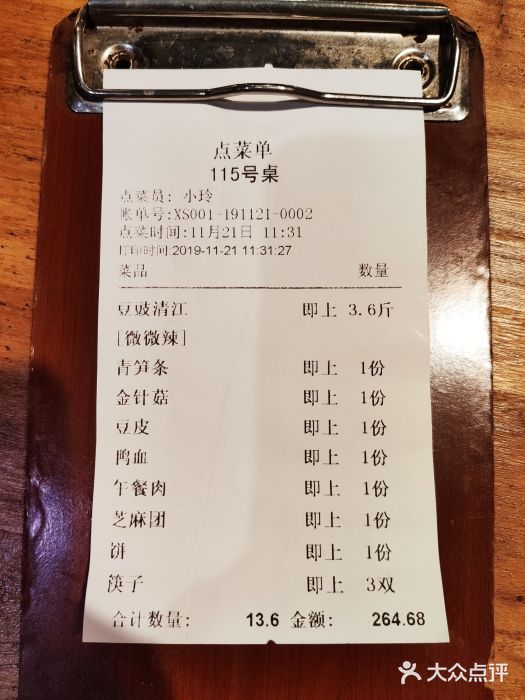 点菜单
115号桌
点菜员: 小玲
账单号:XS001-191121-0002
点菜时间:11月21日 11:31
打印时间:2019-11-21 11:31:27
菜品 数量
豆豉清江 即上 3.6斤
[微微辣]
青笋条 即上 1份
金针菇 即上 1份
豆皮 即上 1份
鸭血 即上 1份
午餐肉 即上 1份
芝麻团 即上 1份
饼 即上 1份
筷子 即上 3双
合计数量: 13.6 金额: 264.68
大众点评